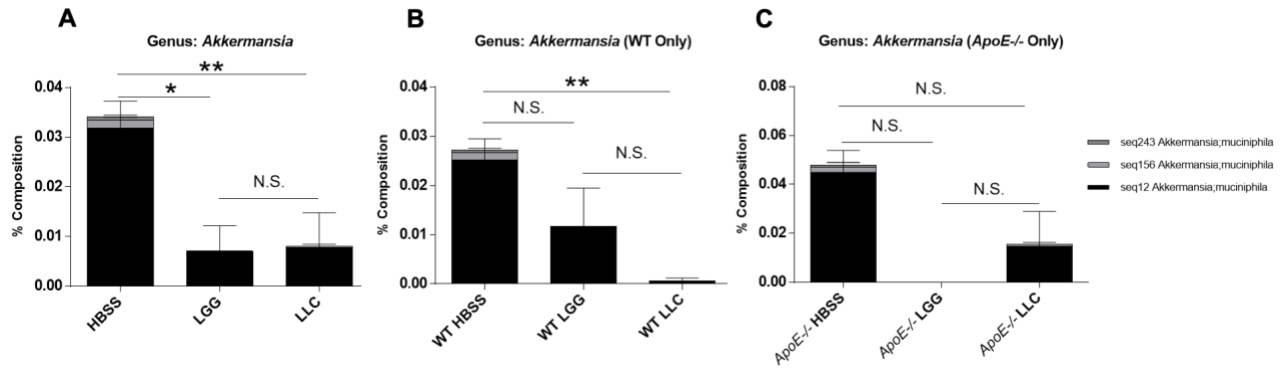 A
Genus: Akkermansia
**
*
N.S.
% Composition
0.04
0.03
0.02
0.01
0.00
HBSS
LGG
LLC
B
Genus: Akkermansia (WT Only)
**
N.S.
N.S.
% Composition
0.04
0.03
0.02
0.01
0.00
WT HBSS
WT LGG
WT LLC
C
Genus: Akkermansia (ApoE-/- Only)
N.S.
N.S.
N.S.
% Composition
0.08
0.06
0.04
0.02
0.00
ApoE-/- HBSS
ApoE-/- LGG
ApoE-/- LLC
seq243 Akkermansia;muciniphila
seq156 Akkermansia;muciniphila
seq12 Akkermansia;muciniphila